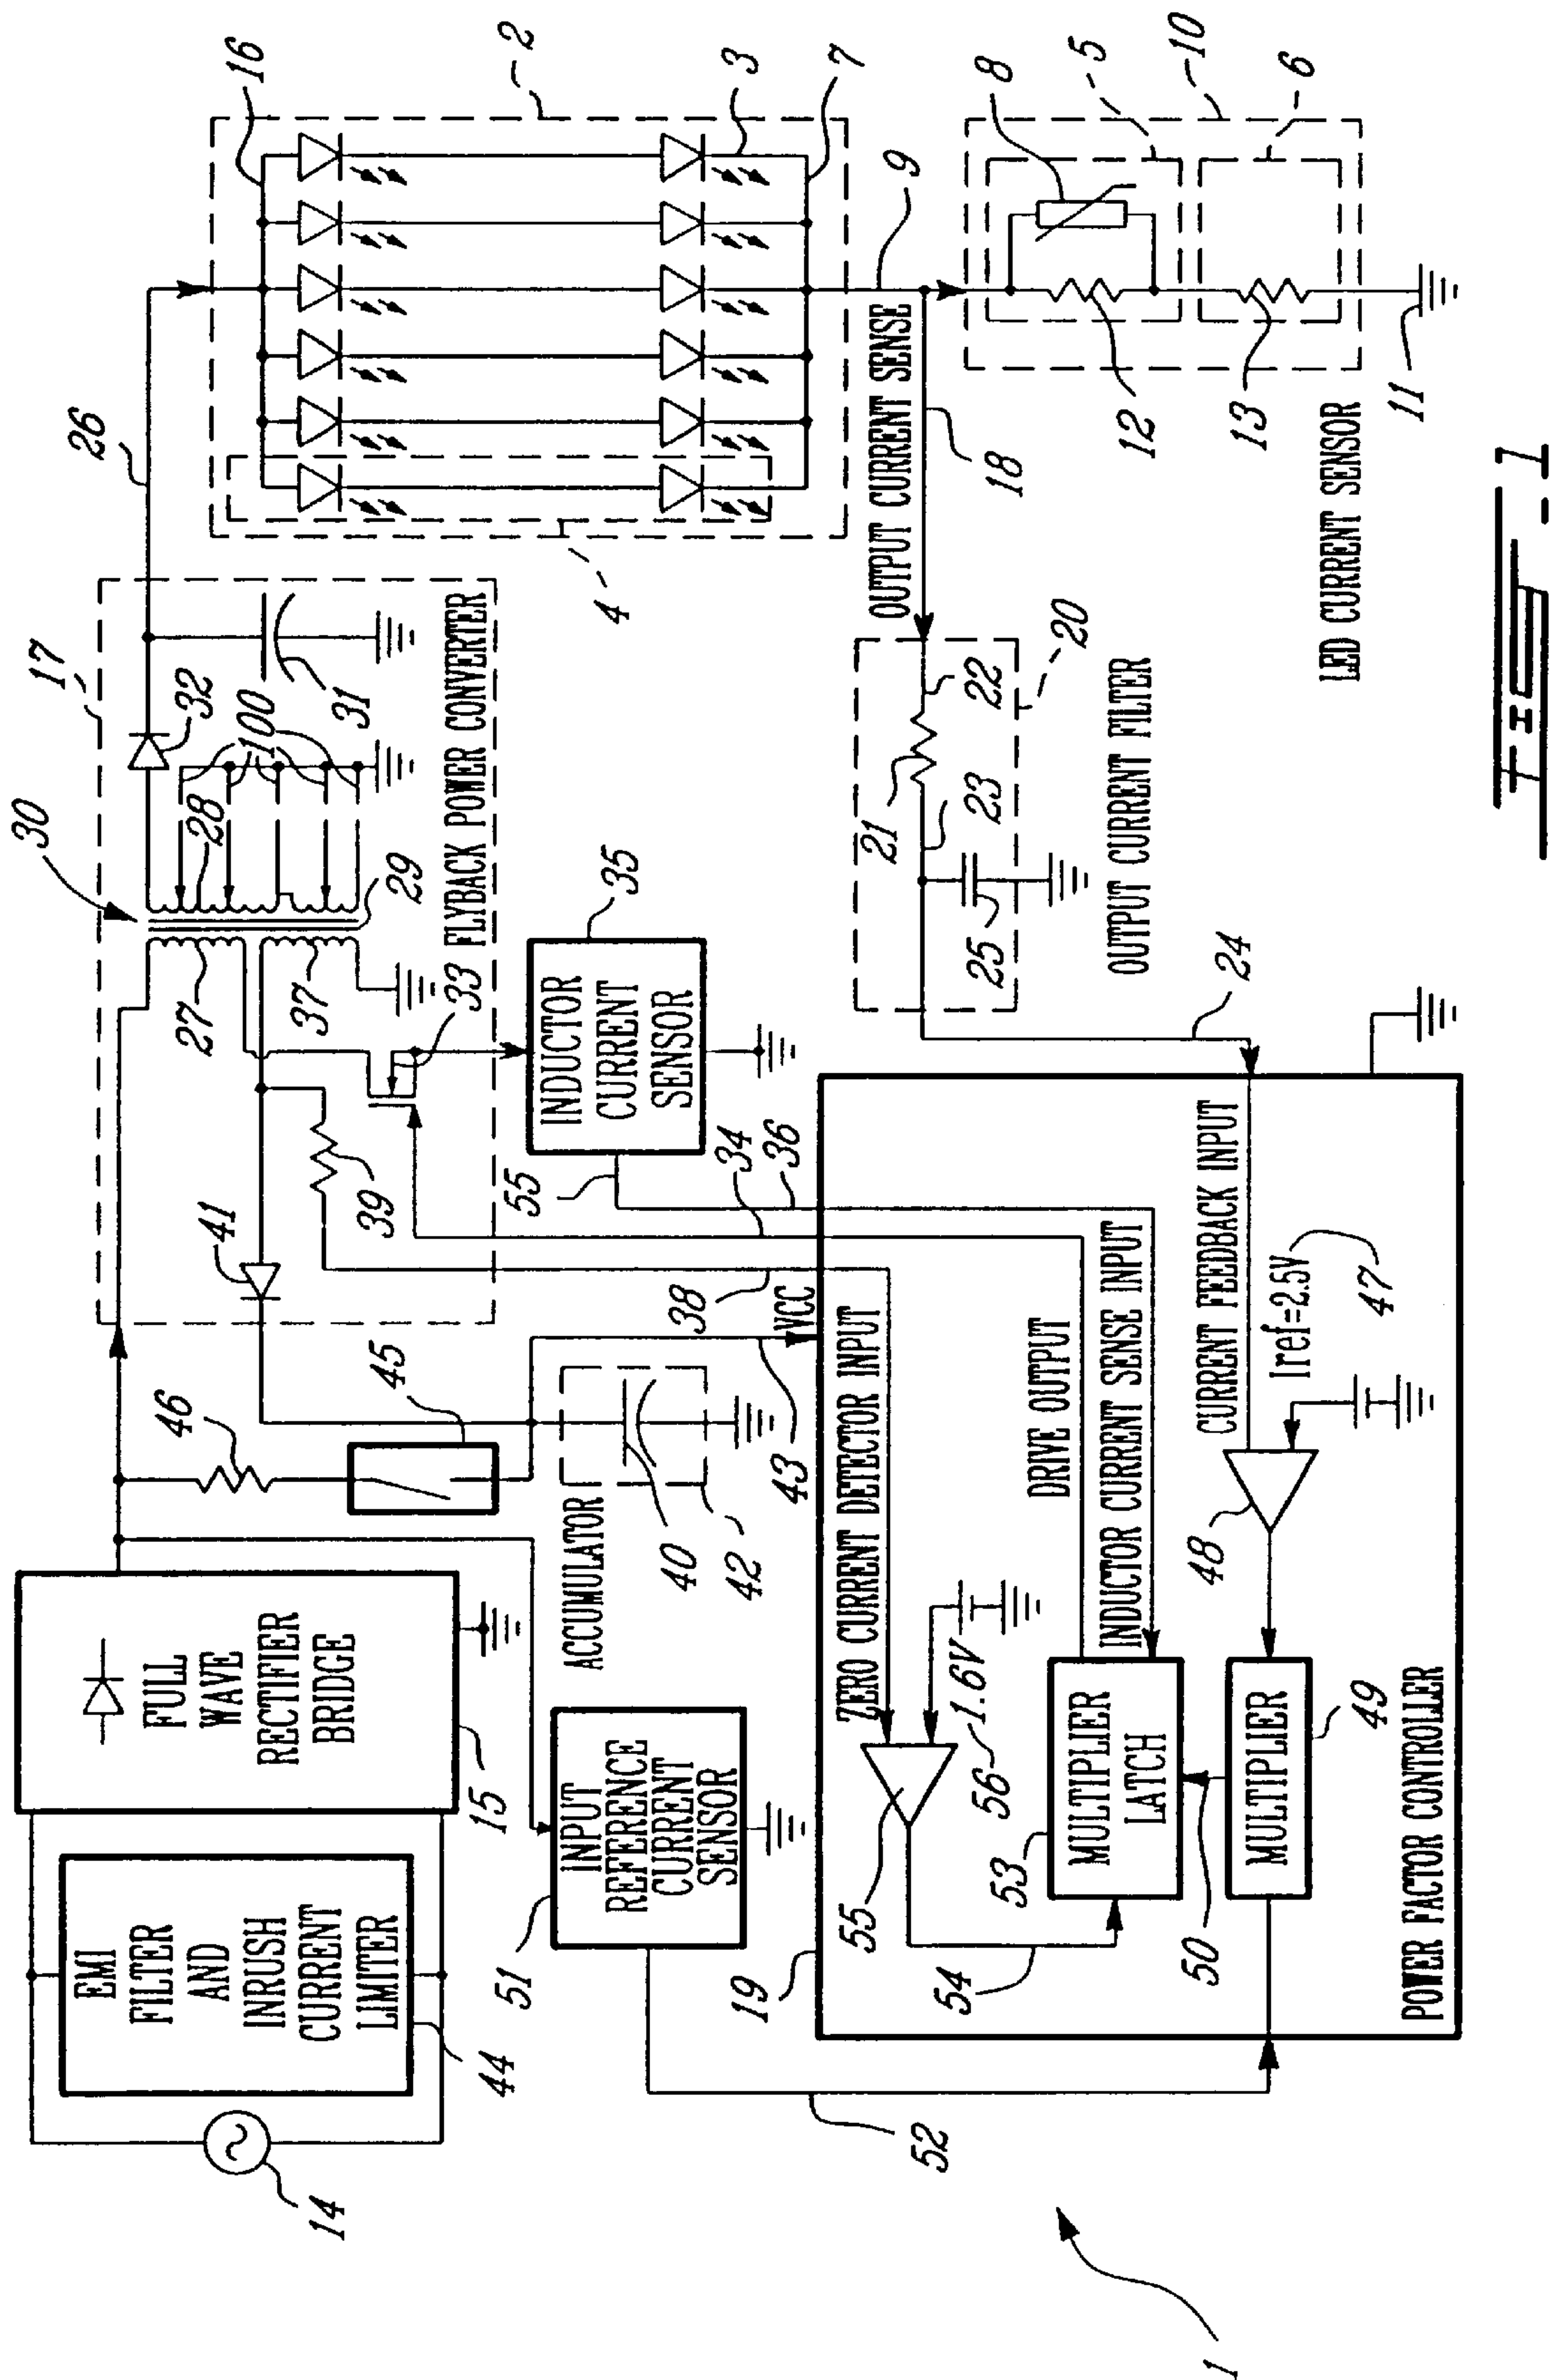 30
17
32
100
31
28
29
27
37
33
FLYBACK POWER CONVERTER
39
41
26
16
2
3
7
4
EMI
FILTER
AND
INRUSH
CURRENT
LIMITER
44
14
FULL
WAVE
RECTIFIER
BRIDGE
15
46
45
ACCUMULATOR
40
42
43
38
VCC
INDUCTOR
CURRENT
SENSOR
35
55
34
36
INPUT
REFERENCE
CURRENT
SENSOR
51
52
OUTPUT CURRENT SENSE
9
18
8
5
10
6
12
13
11
LED CURRENT SENSOR
20
21
22
23
25
OUTPUT CURRENT FILTER
24
19
ZERO CURRENT DETECTOR INPUT
55
56
1.6V
54
DRIVE OUTPUT
INDUCTOR CURRENT SENSE INPUT
53
MULTIPLIER
LATCH
50
MULTIPLIER
49
48
CURRENT FEEDBACK INPUT
Iref=2.5V
47
POWER FACTOR CONTROLLER
1
FIG-1